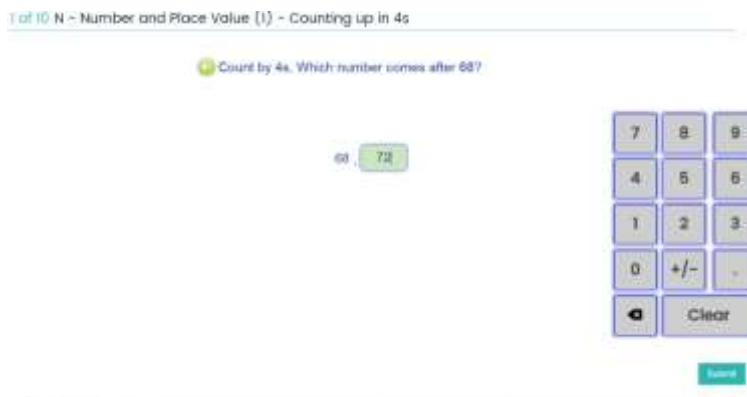 1 of 10 N - Number and Place Value (1) - Counting up in 4s
Count by 4s. Which number comes after 68?
68 , 72
7 8 9
4 5 6
1 2 3
0 +/- .
Clear
Submit